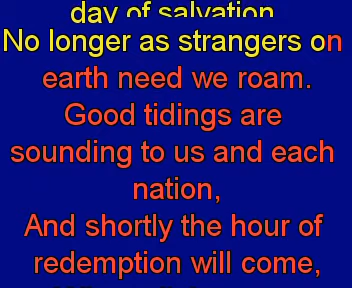 day of salvation
No longer as strangers on
earth need we roam.
Good tidings are
sounding to us and each
nation,
And shortly the hour of
redemption will come,